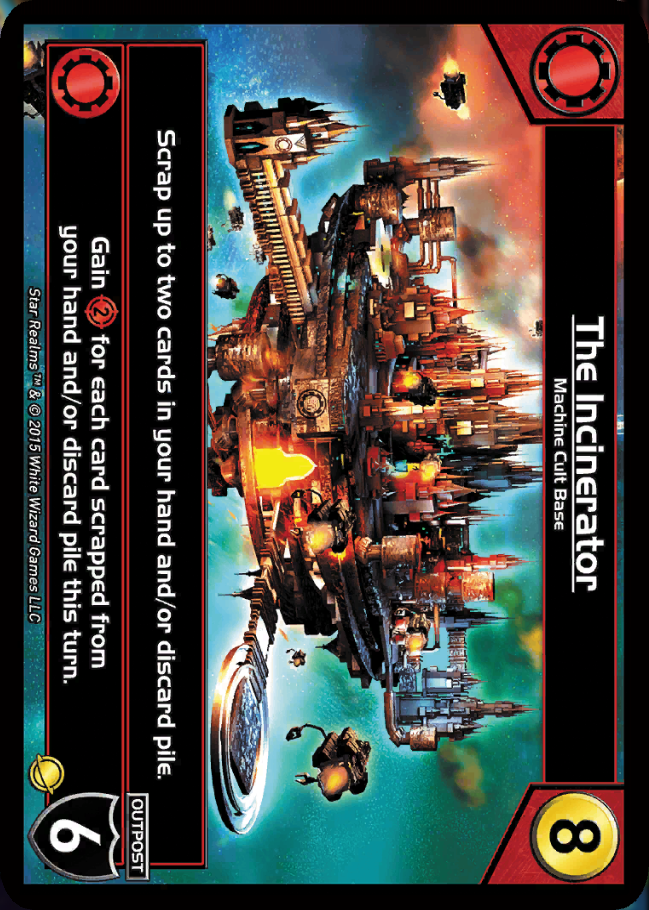 The Incinerator
Machine Cult Base
8
Scrap up to two cards in your hand and/or discard pile.
Gain 2 for each card scrapped from
your hand and/or discard pile this turn.
OUTPOST
6
Star Realms™ & © 2015 White Wizard Games LLC